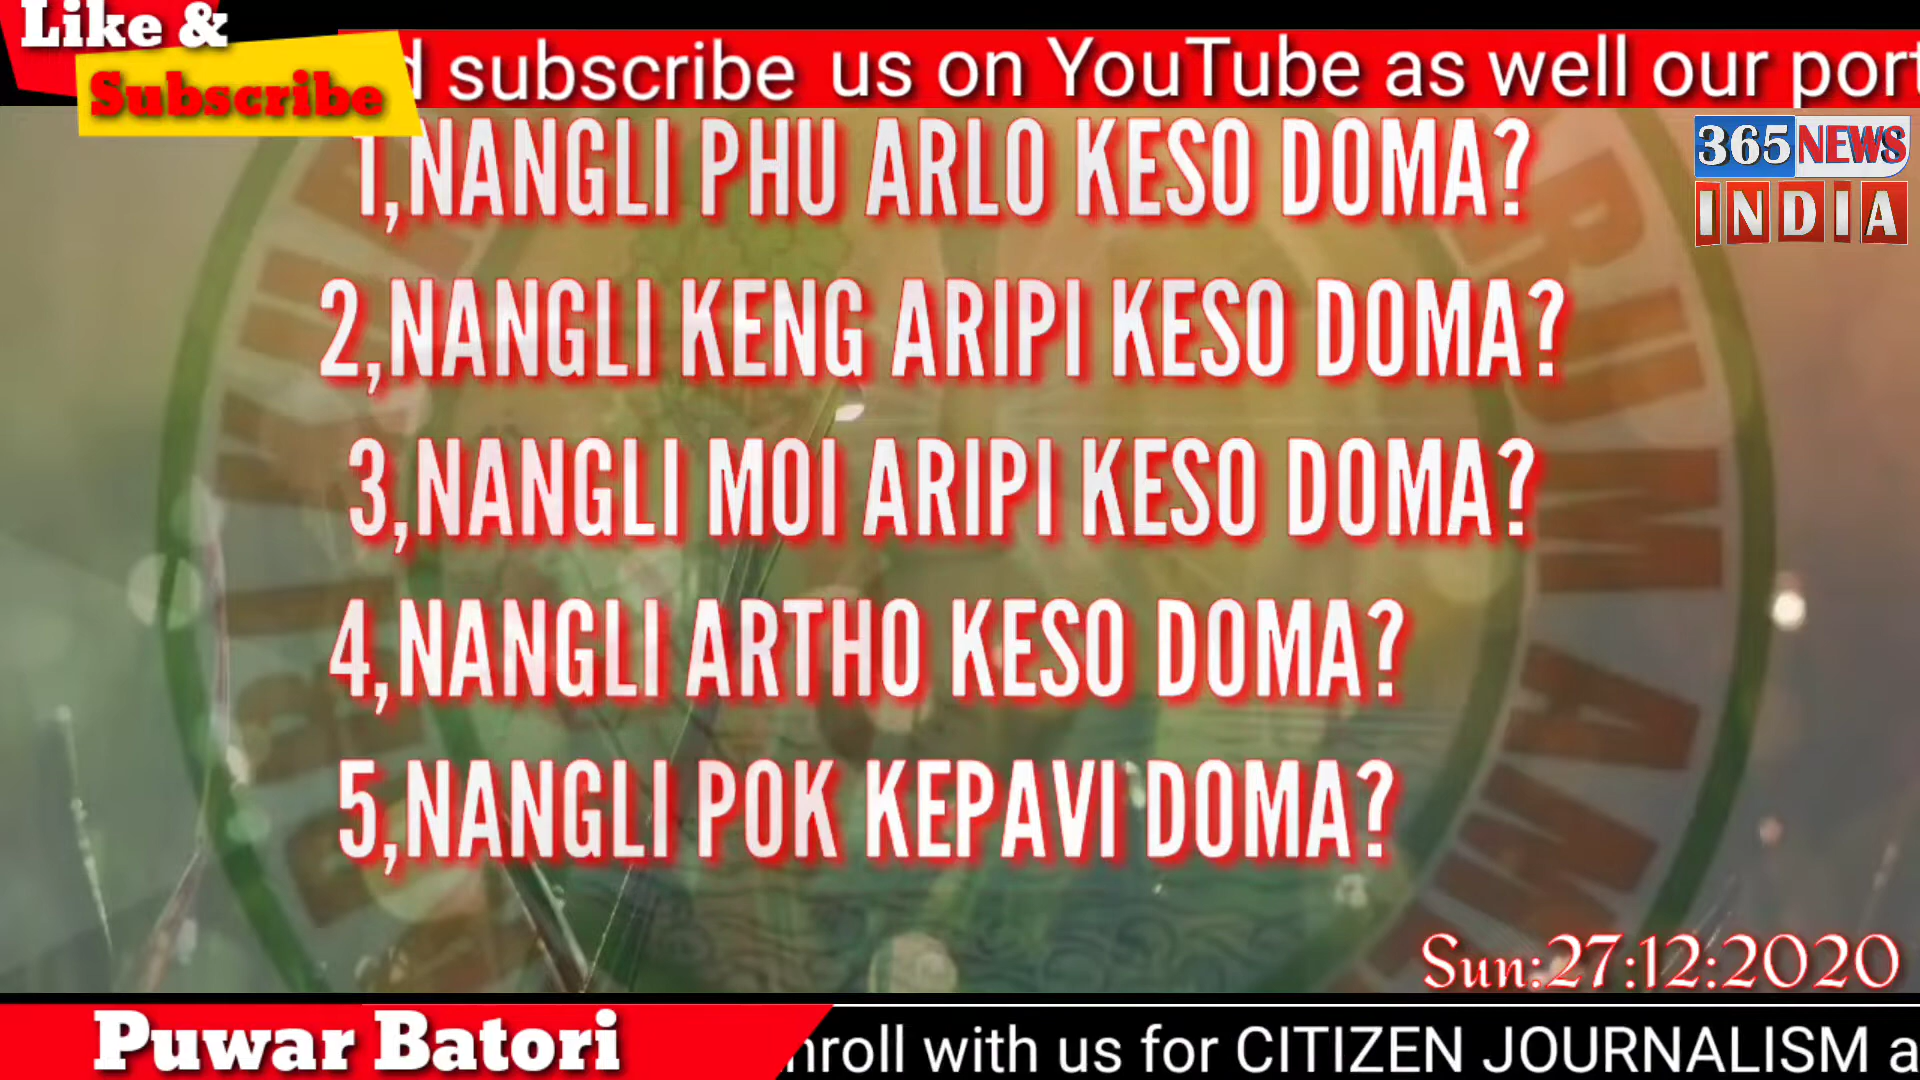 Like &
Subscribe
d subscribe us on YouTube as well our port
365 NEWS
INDIA
1,NANGLI PHU ARLO KESO DOMA?
2,NANGLI KENG ARIPI KESO DOMA?
3,NANGLI MOI ARIPI KESO DOMA?
4,NANGLI ARTHO KESO DOMA?
5,NANGLI POK KEPAVI DOMA?
Sun:27:12:2020
Puwar Batori
nroll with us for CITIZEN JOURNALISM a